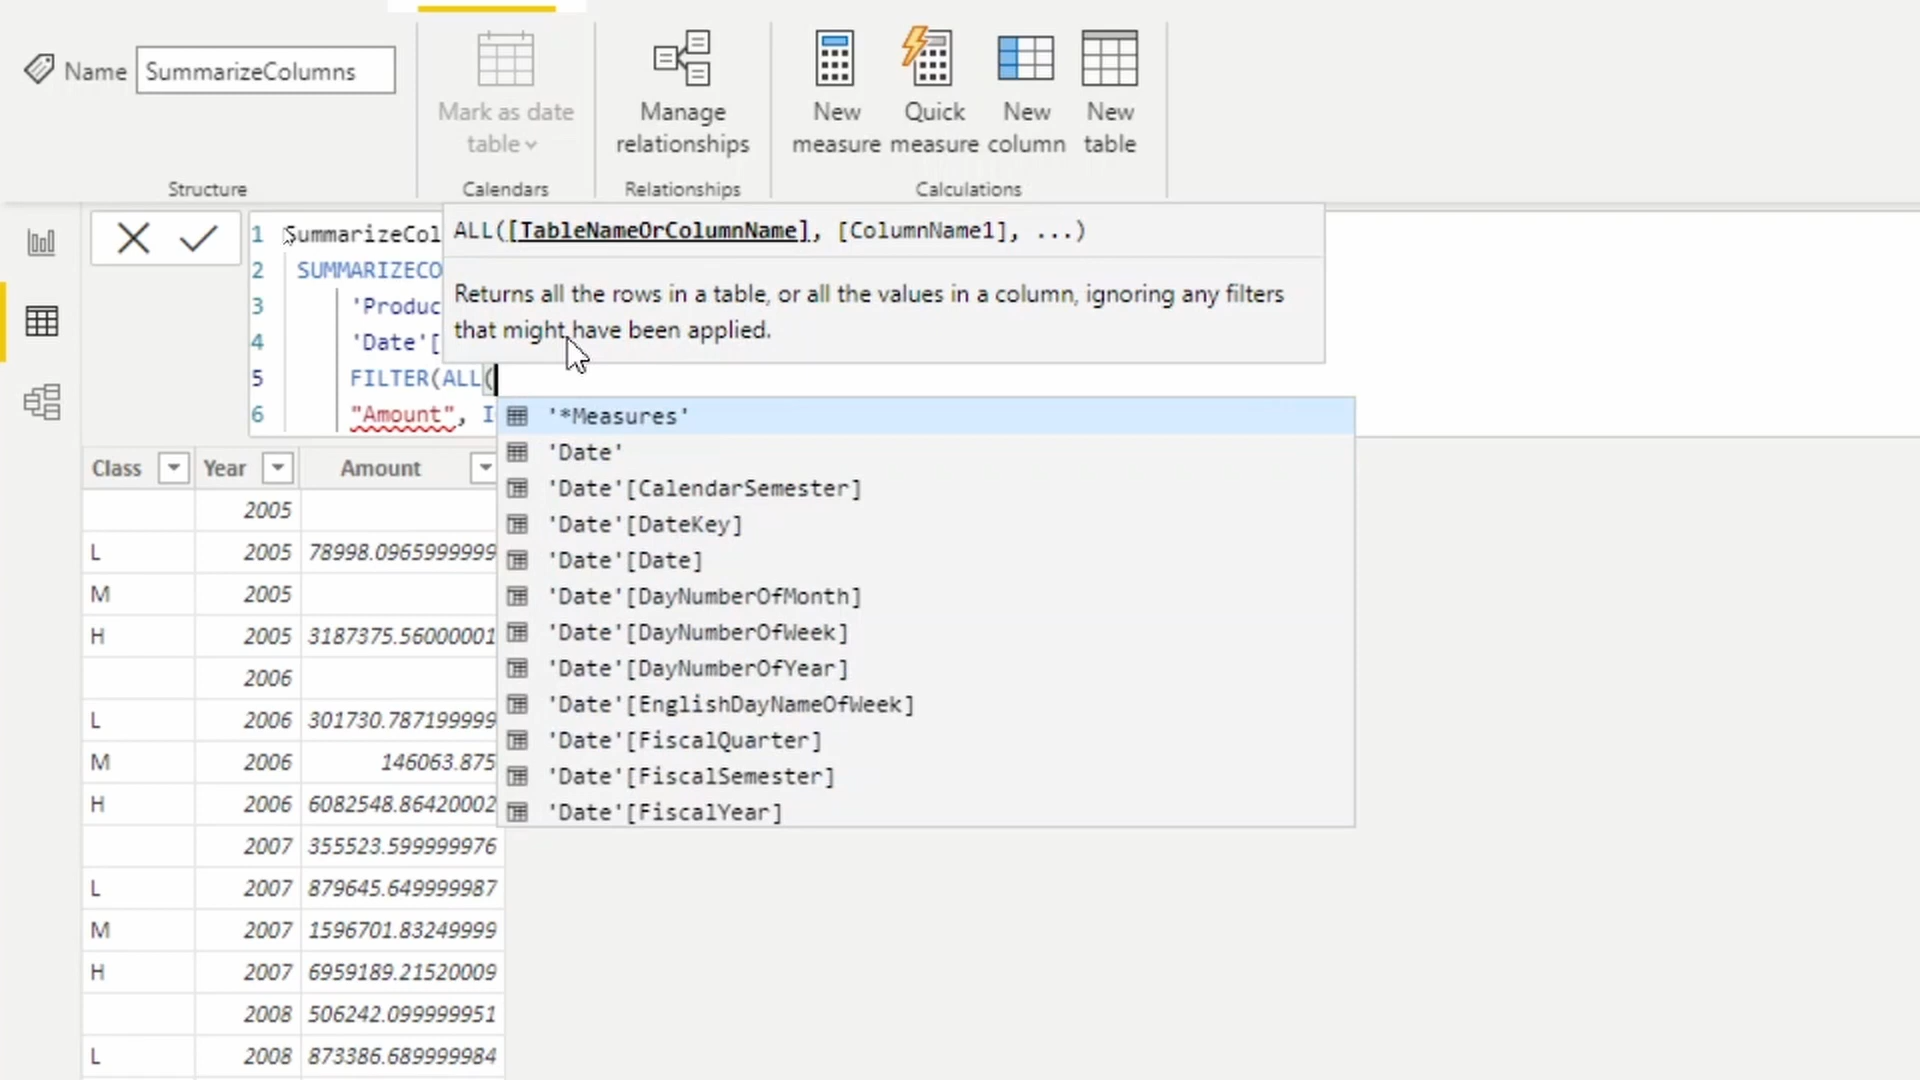 Name SummarizeColumns
Mark as date
table
Manage
relationships
New
measure
Quick
measure
New
column
New
table
Structure
Calendars
Relationships
Calculations
1 SummarizeCol
2 SUMMARIZECO
3 'Produc
4 'Date'[
5 FILTER(ALL(
6 "Amount", I
ALL([TableNameOrColumnName], [ColumnName1], ...)
Returns all the rows in a table, or all the values in a column, ignoring any filters
that might have been applied.
'*Measures'
'Date'
'Date'[CalendarSemester]
'Date'[DateKey]
'Date'[Date]
'Date'[DayNumberOfMonth]
'Date'[DayNumberOfWeek]
'Date'[DayNumberOfYear]
'Date'[EnglishDayNameOfWeek]
'Date'[FiscalQuarter]
'Date'[FiscalSemester]
'Date'[FiscalYear]
Class Year Amount
2005
L 2005 78998.0965999999
M 2005
H 2005 3187375.56000001
2006
L 2006 301730.787199999
M 2006 146063.875
H 2006 6082548.86420002
2007 355523.599999976
L 2007 879645.649999987
M 2007 1596701.83249999
H 2007 6959189.21520009
2008 506242.099999951
L 2008 873386.689999984